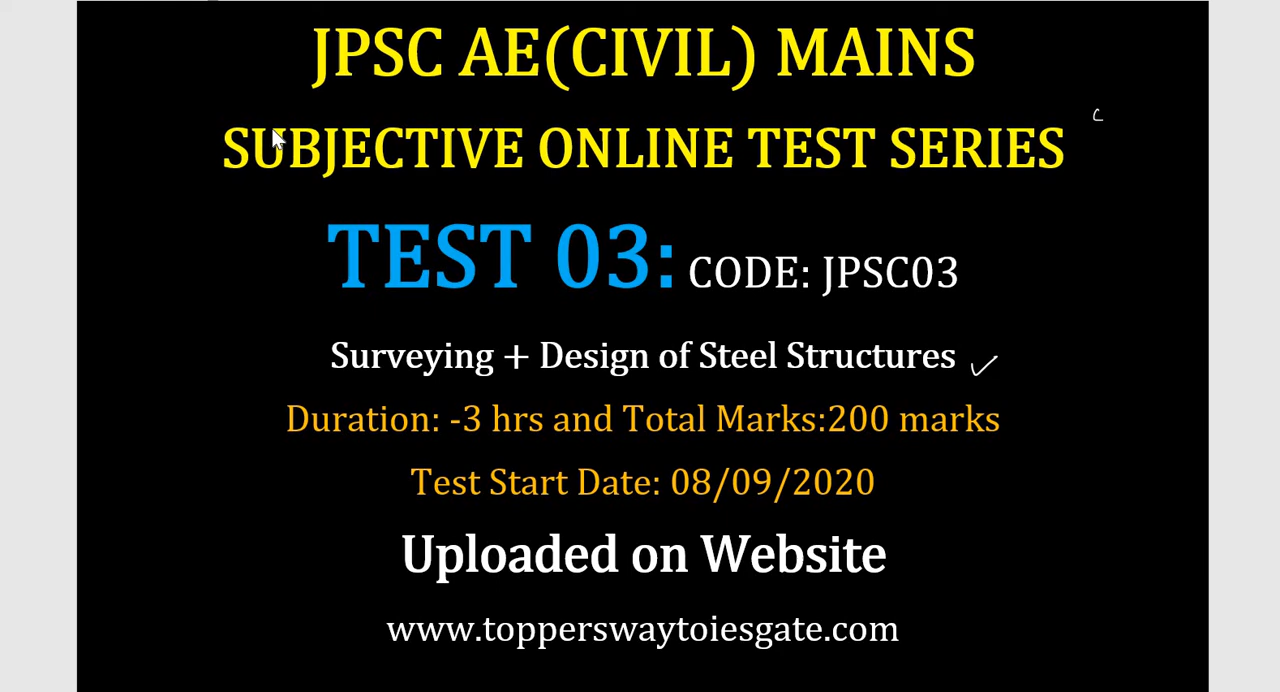 JPSC AE(CIVIL) MAINS
SUBJECTIVE ONLINE TEST SERIES
TEST 03: CODE: JPSC03
Surveying + Design of Steel Structures
Duration: -3 hrs and Total Marks:200 marks
Test Start Date: 08/09/2020
Uploaded on Website
www.topperswaytoiesgate.com